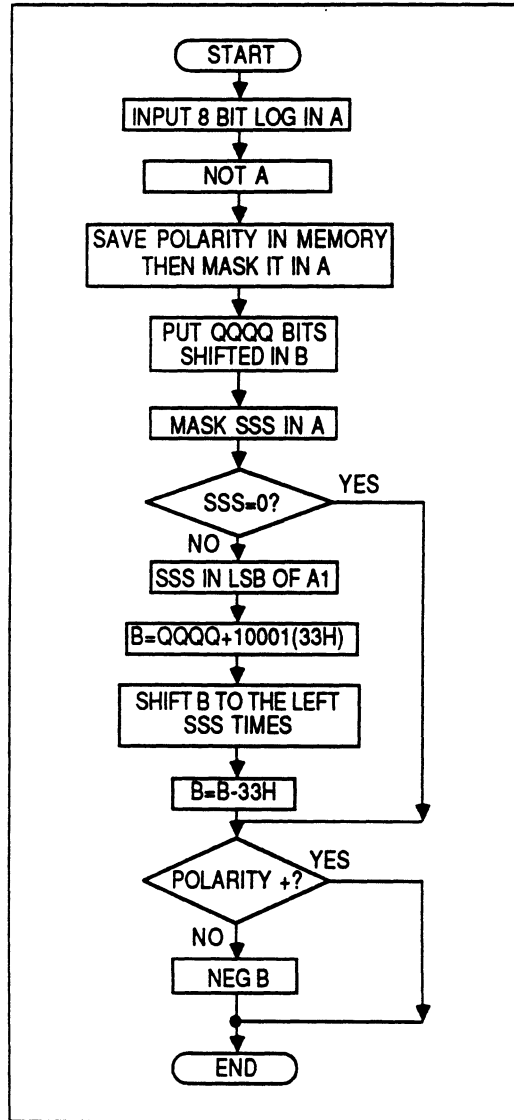 START
INPUT 8 BIT LOG IN A
NOT A
SAVE POLARITY IN MEMORY
THEN MASK IT IN A
PUT QQQQ BITS
SHIFTED IN B
MASK SSS IN A
SSS=0?
YES
NO
SSS IN LSB OF A1
B=QQQQ+10001(33H)
SHIFT B TO THE LEFT
SSS TIMES
B=B-33H
POLARITY +?
YES
NO
NEG B
END